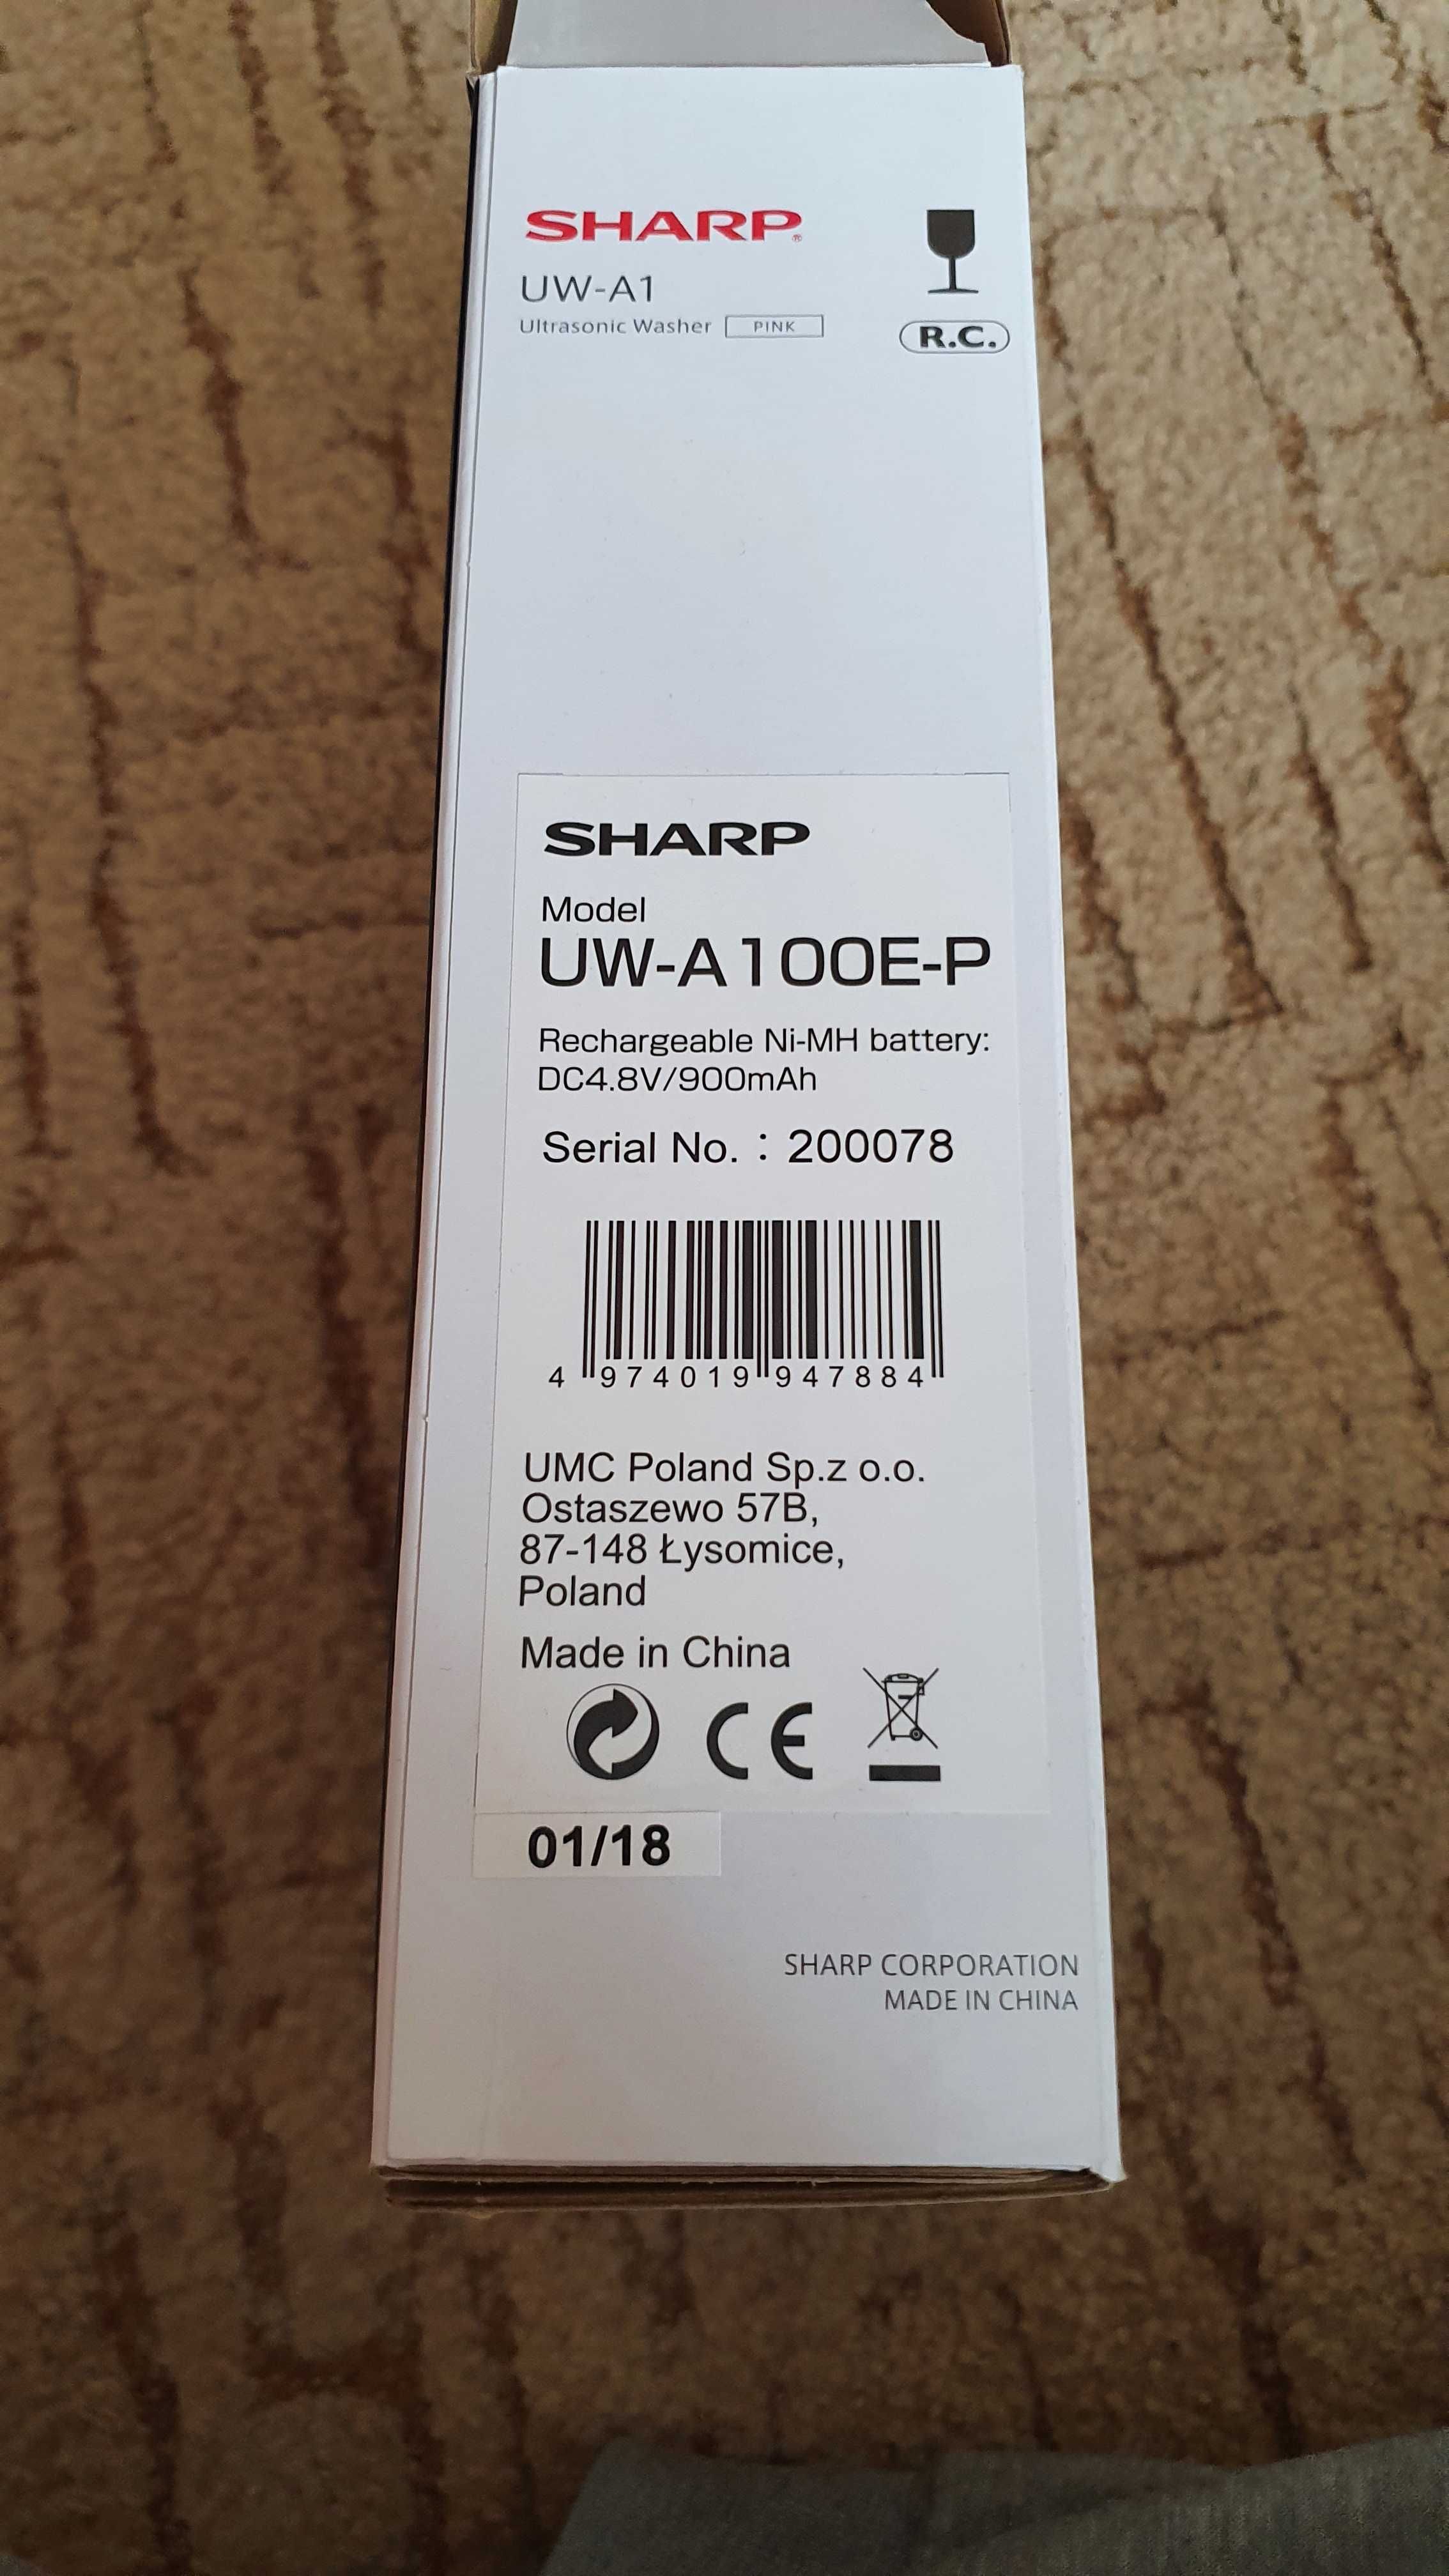 SHARP®
UW-A1
Ultrasonic Washer PINK
R.C.
SHARP
Model
UW-A100E-P
Rechargeable Ni-MH battery:
DC4.8V/900mAh
Serial No. : 200078
4 974019 947884
UMC Poland Sp.z o.o.
Ostaszewo 57B,
87-148 Łysomice,
Poland
Made in China
CE
01/18
SHARP CORPORATION
MADE IN CHINA